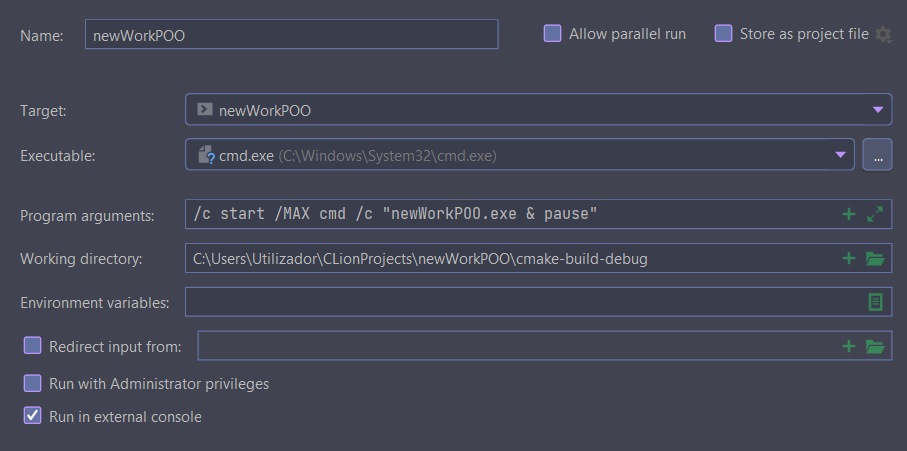 Name: newWorkPOO Allow parallel run Store as project file
Target: newWorkPOO
Executable: cmd.exe (C:\Windows\System32\cmd.exe) ...
Program arguments: /c start /MAX cmd /c "newWorkPOO.exe & pause"
Working directory: C:\Users\Utilizador\CLionProjects\newWorkPOO\cmake-build-debug
Environment variables:
Redirect input from:
Run with Administrator privileges
Run in external console